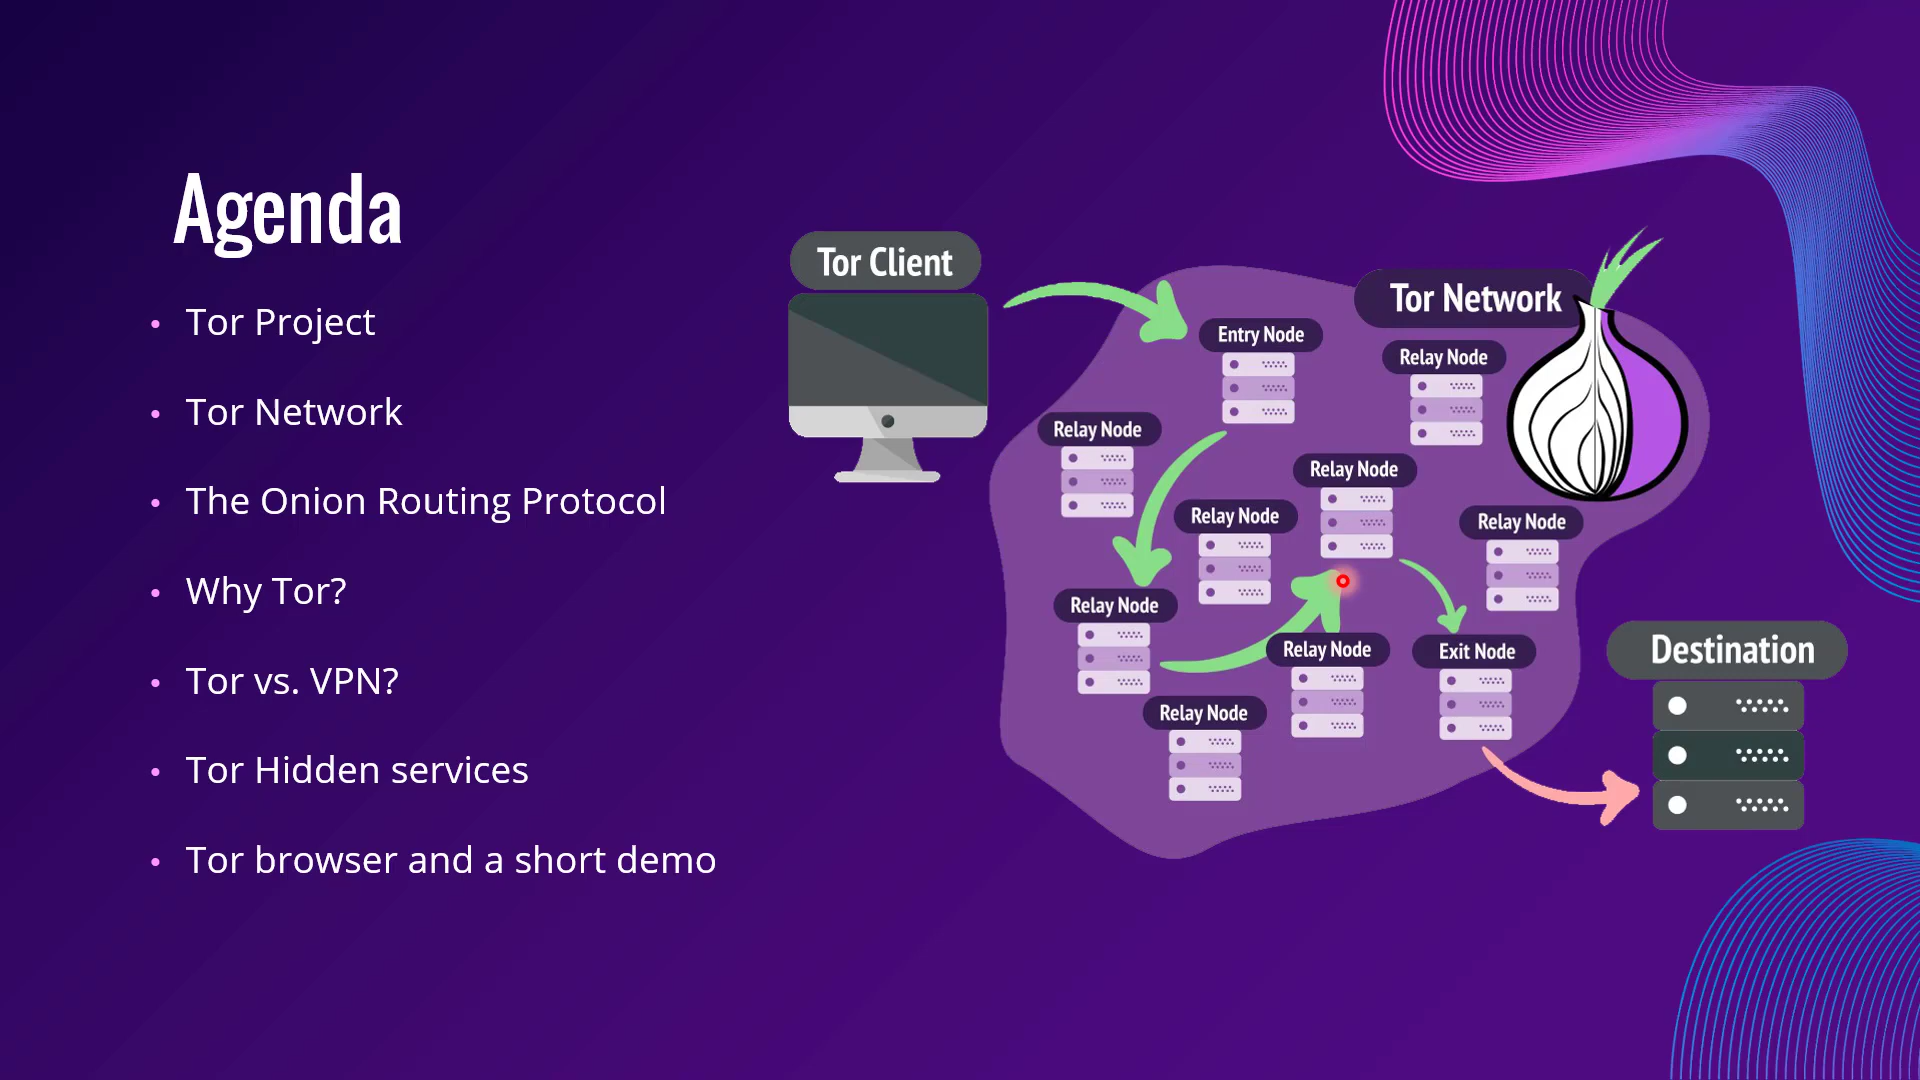 Agenda
• Tor Project
• Tor Network
• The Onion Routing Protocol
• Why Tor?
• Tor vs. VPN?
• Tor Hidden services
• Tor browser and a short demo
Tor Client
Tor Network
Entry Node
Relay Node
Relay Node
Relay Node
Relay Node
Relay Node
Relay Node
Relay Node
Exit Node
Relay Node
Destination